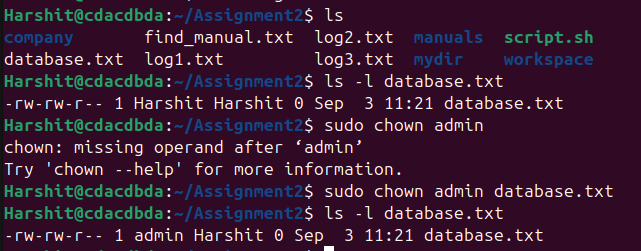 Harshit@cdacdbda:~/Assignment2$ ls
company find_manual.txt log2.txt manuals script.sh
database.txt log1.txt log3.txt mydir workspace
Harshit@cdacdbda:~/Assignment2$ ls -l database.txt
-rw-rw-r-- 1 Harshit Harshit 0 Sep 3 11:21 database.txt
Harshit@cdacdbda:~/Assignment2$ sudo chown admin
chown: missing operand after ‘admin’
Try 'chown --help' for more information.
Harshit@cdacdbda:~/Assignment2$ sudo chown admin database.txt
Harshit@cdacdbda:~/Assignment2$ ls -l database.txt
-rw-rw-r-- 1 admin Harshit 0 Sep 3 11:21 database.txt